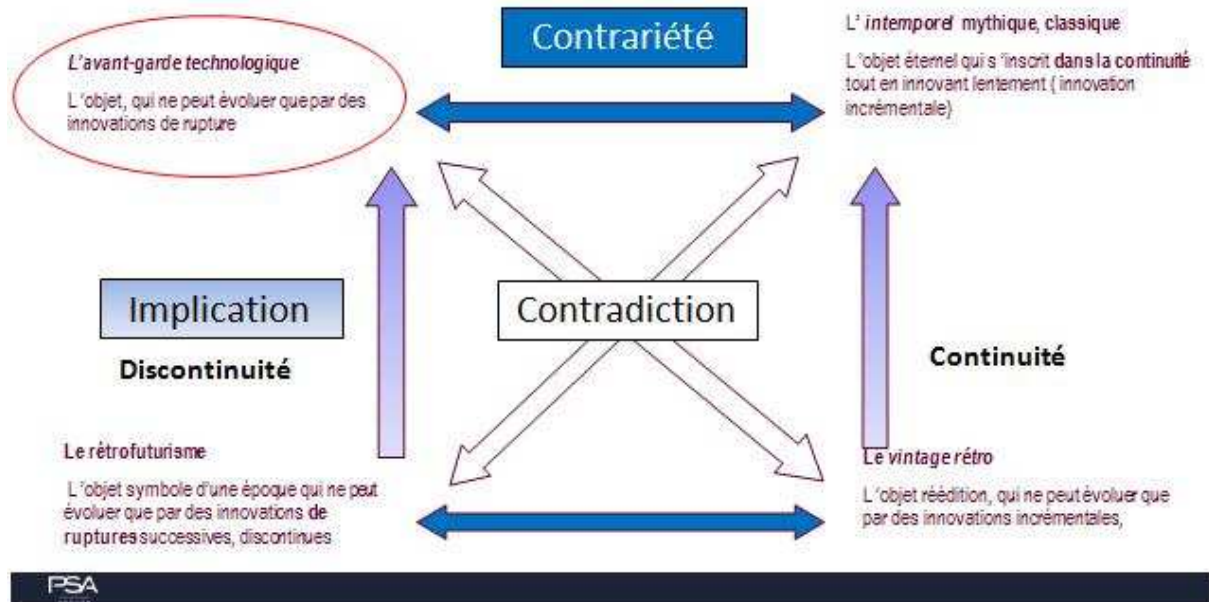 Contrariété
L'avant-garde technologique
L 'objet, qui ne peut évoluer que par des
innovations de rupture
L' intemporel mythique, classique
L 'objet éternel qui s 'inscrit dans la continuité
tout en innovant lentement ( innovation
incrémentale)
Implication
Contradiction
Discontinuité
Continuité
Le rétrofuturisme
L 'objet symbole d'une époque qui ne peut
évoluer que par des innovations de
ruptures successives, discontinues
Le vintage rétro
L 'objet réédition, qui ne peut évoluer que
par des innovations incrémentales,
PSA